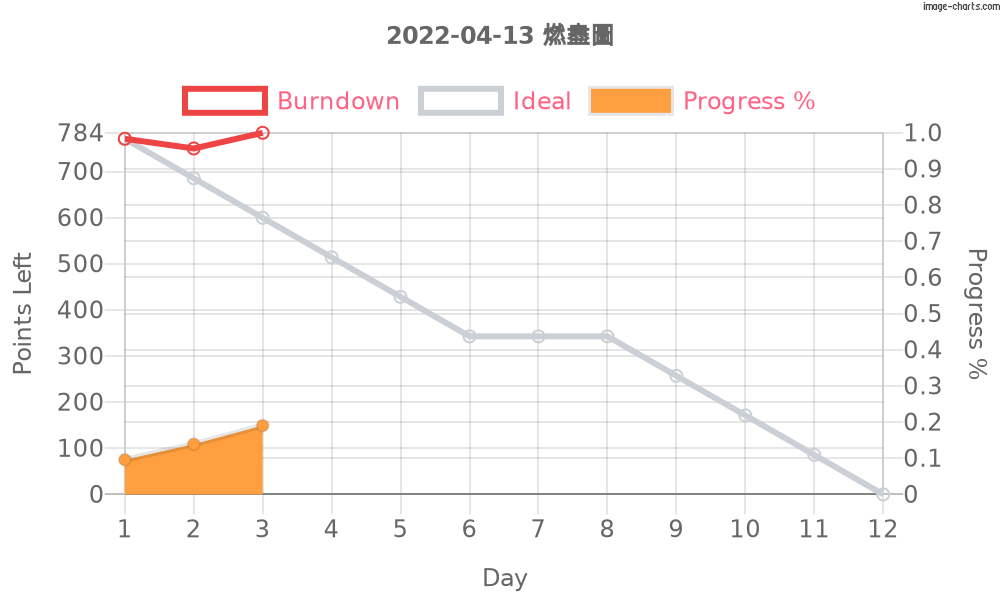 image-charts.com
2022-04-13 燃盡圖
Burndown Ideal Progress %
784 1.0
700 0.9
600 0.8
500 0.7
400 0.6
300 0.5
200 0.4
100 0.3
0 0.2
0.1
0
Points Left
Progress %
1 2 3 4 5 6 7 8 9 10 11 12
Day